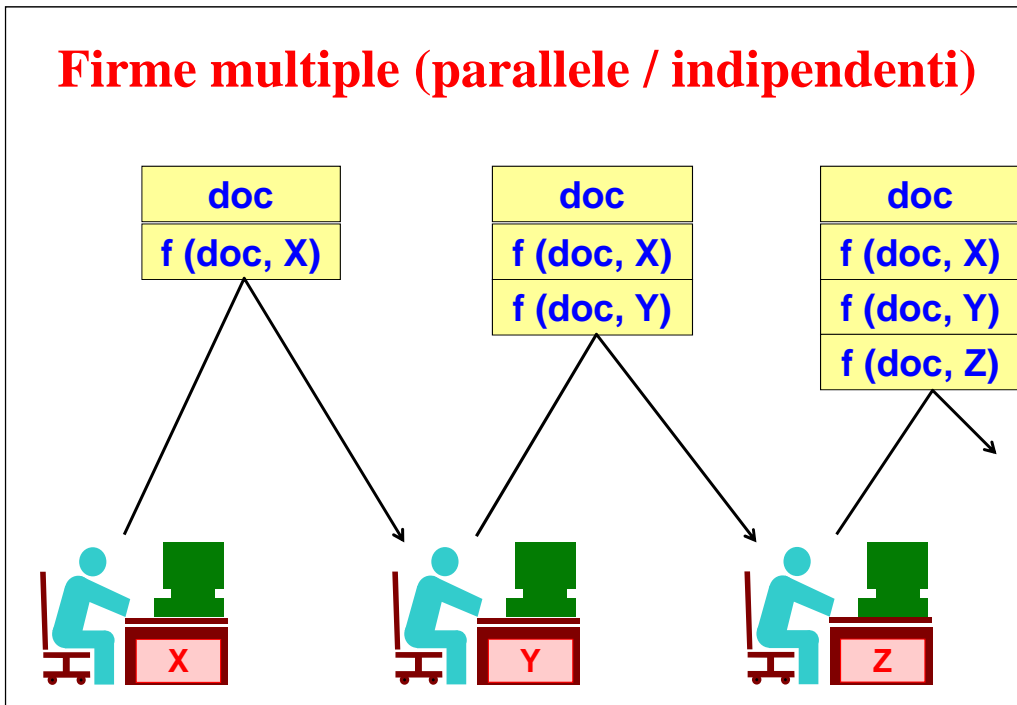 Firme multiple (parallele / indipendenti)
doc
f (doc, X)
doc
f (doc, X)
f (doc, Y)
doc
f (doc, X)
f (doc, Y)
f (doc, Z)
X
Y
Z